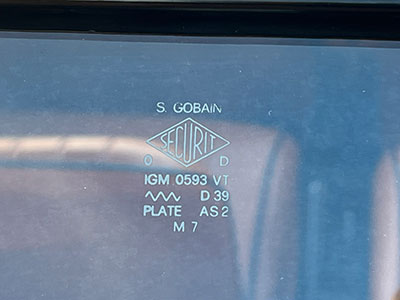 S. GOBAIN
SECURIT
O D
IGM 0593 VT
D 39
PLATE AS 2
M 7